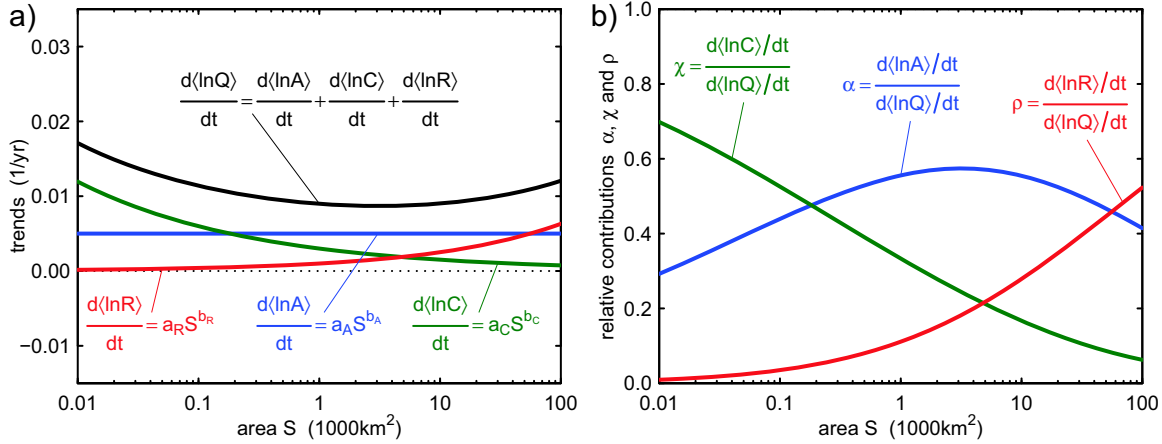 a)
0.03
0.02
0.01
0.00
−0.01
trends (1/yr)
d⟨lnQ⟩/dt = d⟨lnA⟩/dt + d⟨lnC⟩/dt + d⟨lnR⟩/dt
d⟨lnR⟩/dt = a_R S^{b_R}
d⟨lnA⟩/dt = a_A S^{b_A}
d⟨lnC⟩/dt = a_C S^{b_C}
0.01 0.1 1 10 100
area S (1000km²)
b)
1.0
0.8
0.6
0.4
0.2
0.0
relative contributions α, χ and ρ
χ = d⟨lnC⟩/dt / d⟨lnQ⟩/dt
α = d⟨lnA⟩/dt / d⟨lnQ⟩/dt
ρ = d⟨lnR⟩/dt / d⟨lnQ⟩/dt
0.01 0.1 1 10 100
area S (1000km²)